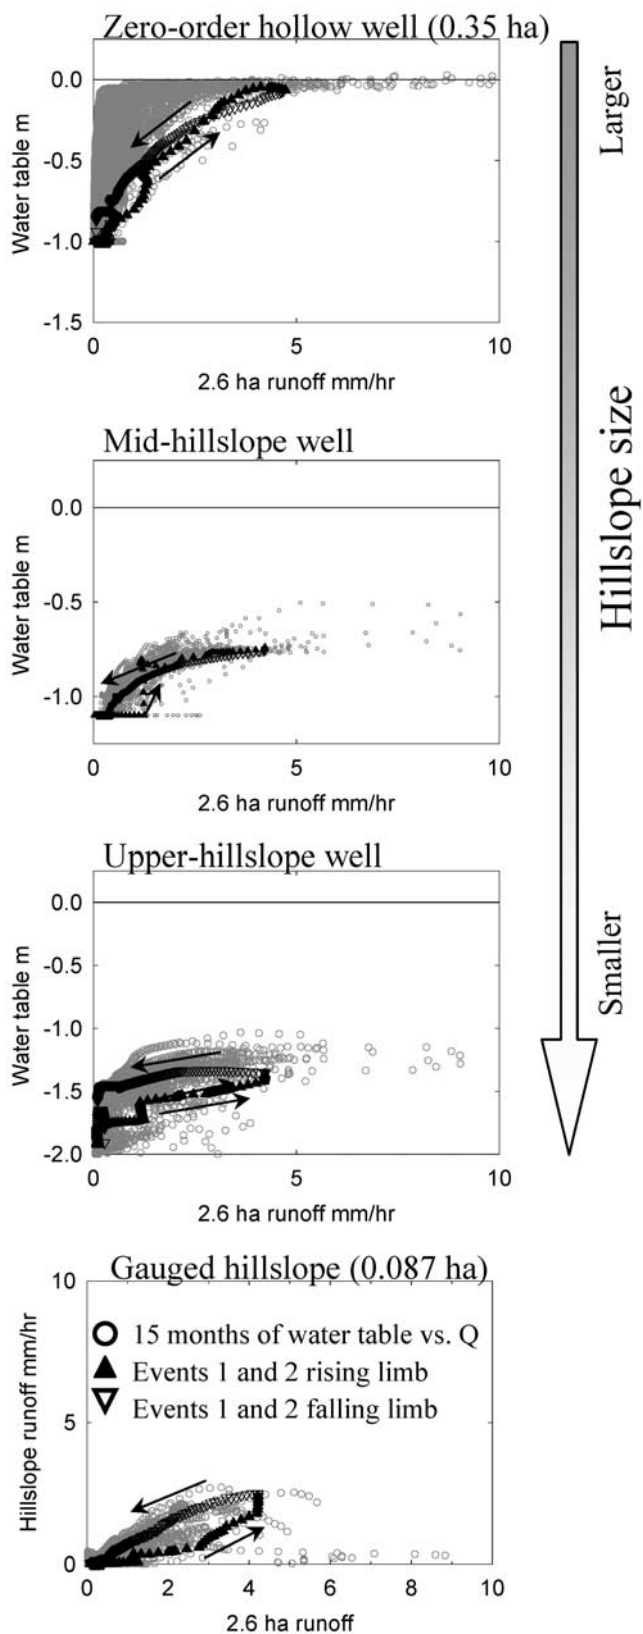 Zero-order hollow well (0.35 ha)
0.0
-0.5
-1.0
-1.5
Water table m
0
5
10
2.6 ha runoff mm/hr
Mid-hillslope well
0.0
-0.5
-1.0
Water table m
0
5
10
2.6 ha runoff mm/hr
Upper-hillslope well
0.0
-0.5
-1.0
-1.5
-2.0
Water table m
0
5
10
2.6 ha runoff mm/hr
Gauged hillslope (0.087 ha)
10
5
0
Hillslope runoff mm/hr
15 months of water table vs. Q
Events 1 and 2 rising limb
Events 1 and 2 falling limb
0
2
4
6
8
10
2.6 ha runoff
Larger
Hillslope size
Smaller